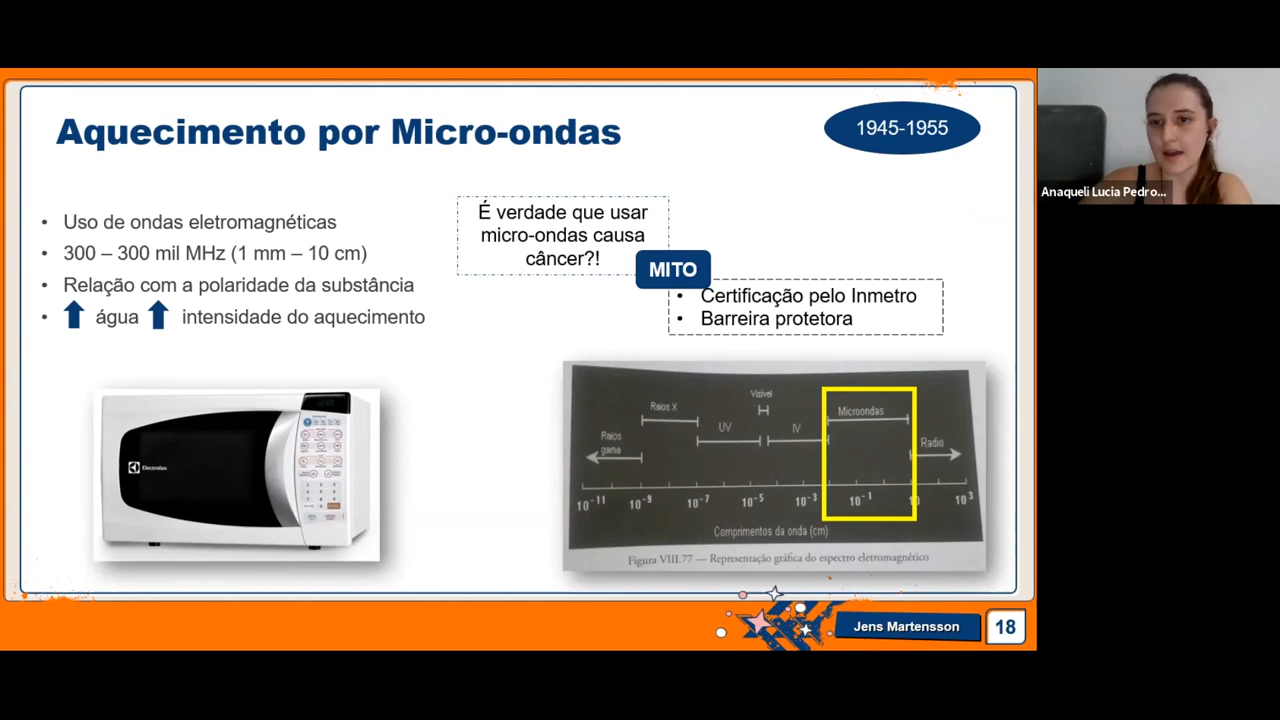 Aquecimento por Micro-ondas
1945-1955
• Uso de ondas eletromagnéticas
• 300 – 300 mil MHz (1 mm – 10 cm)
• Relação com a polaridade da substância
• água intensidade do aquecimento
É verdade que usar
micro-ondas causa
câncer?!
MITO
• Certificação pelo Inmetro
• Barreira protetora
Electrolux
Visível
Raios X
Microondas
UV
IV
Raios
gama
Radio
10⁻¹¹ 10⁻⁹ 10⁻⁷ 10⁻⁵ 10⁻³ 10⁻¹ 10 10³
Comprimentos da onda (cm)
Figura VIII.77 — Representação gráfica do espectro eletromagnético
Jens Martensson
18
Anaqueli Lucia Pedro...